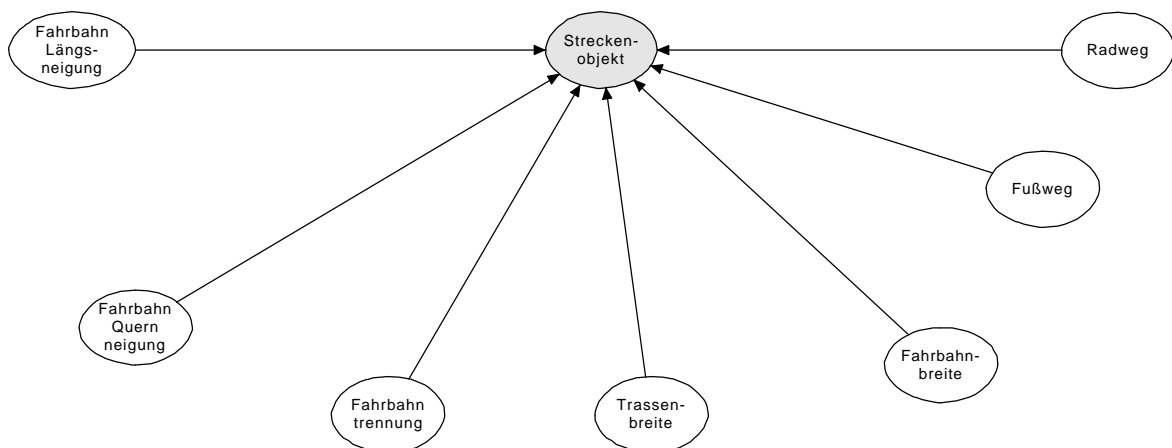 Fahrbahn
Längs-
neigung
Strecken-
objekt
Radweg
Fußweg
Fahrbahn
Quern
neigung
Fahrbahn-
breite
Fahrbahn
trennung
Trassen-
breite